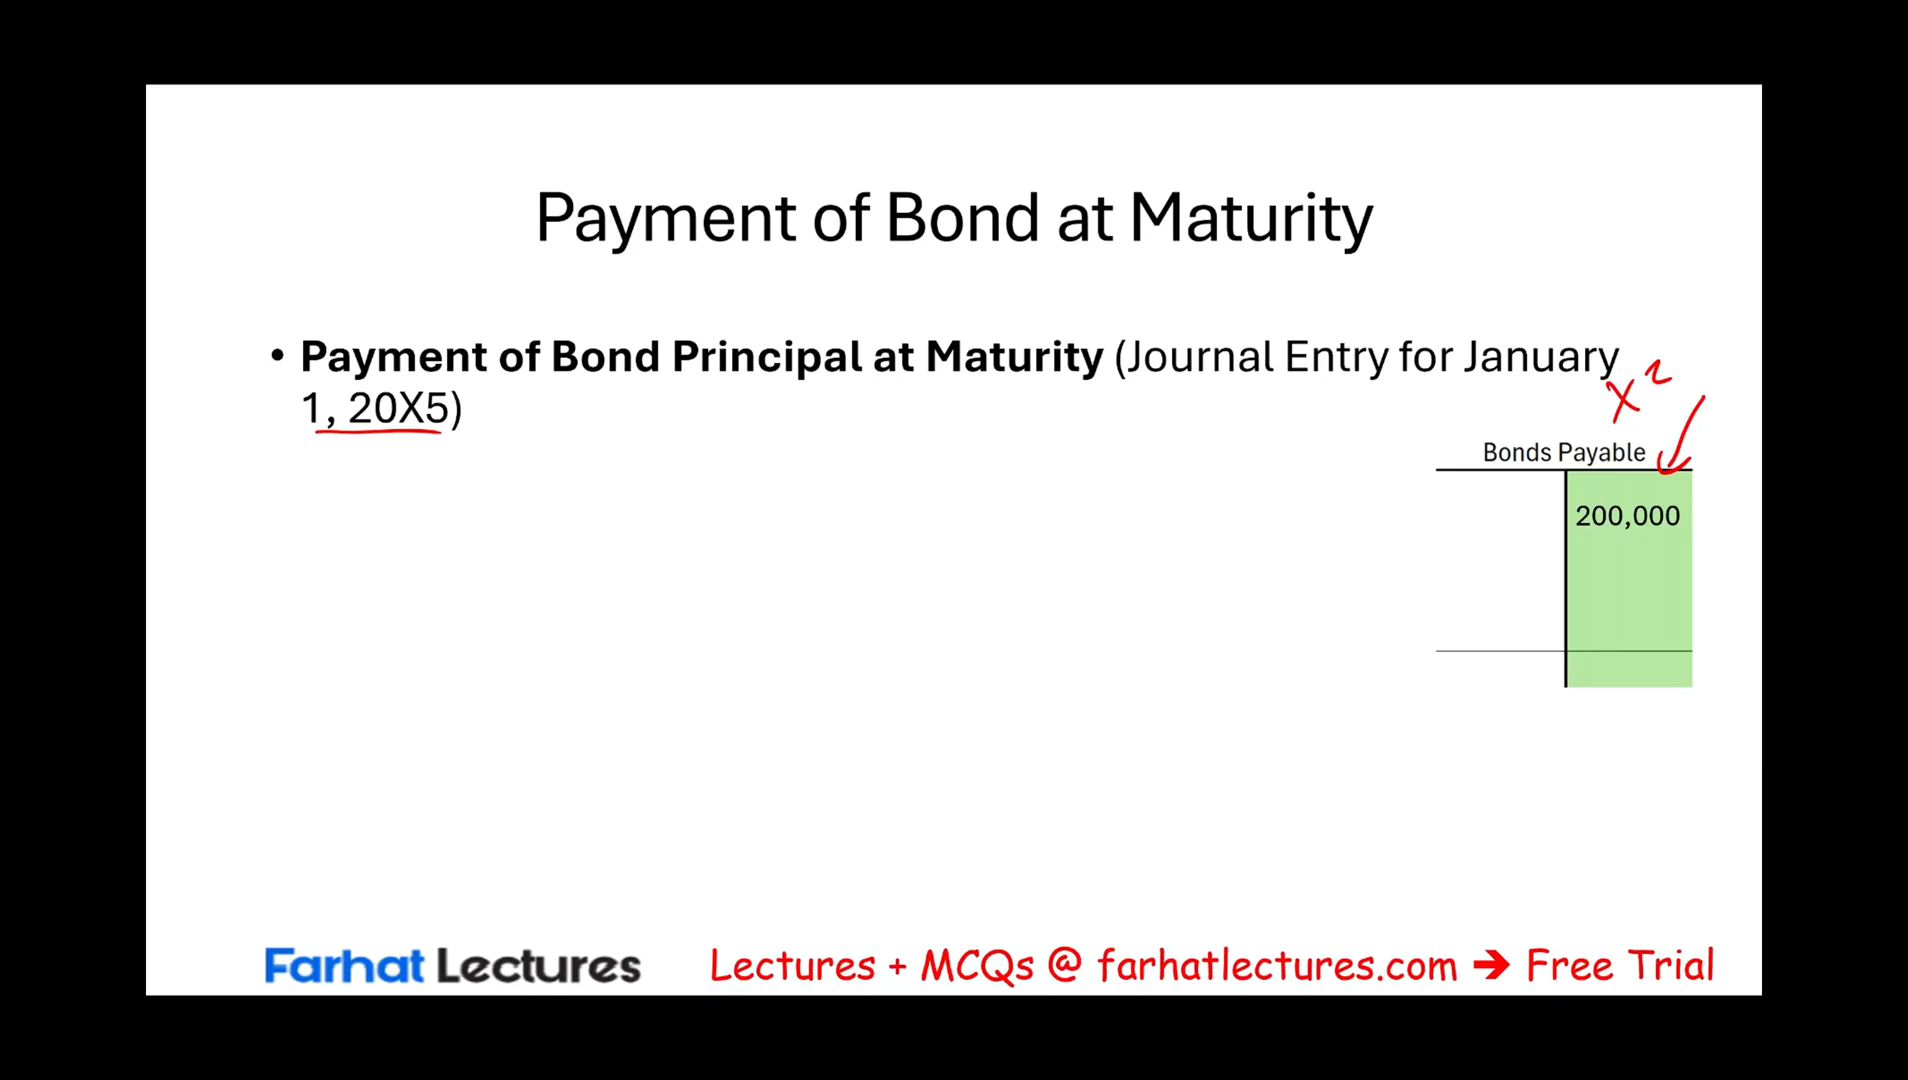 Payment of Bond at Maturity
• Payment of Bond Principal at Maturity (Journal Entry for January
1, 20X5)
X2
Bonds Payable
200,000
Farhat Lectures
Lectures + MCQs @ farhatlectures.com → Free Trial